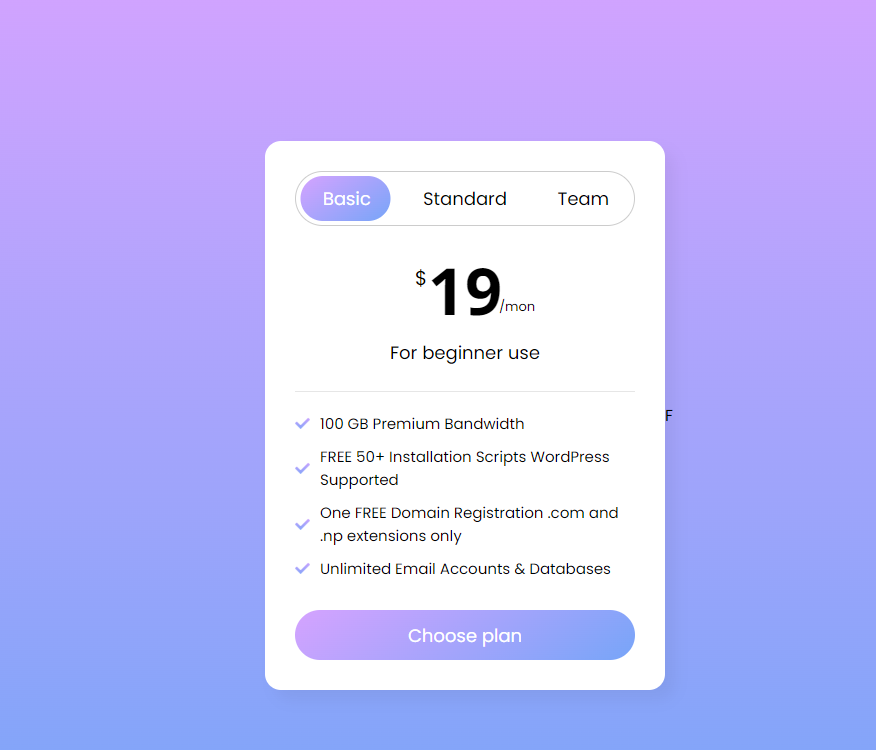 Basic Standard Team
$19/mon
For beginner use
100 GB Premium Bandwidth
F
FREE 50+ Installation Scripts WordPress
Supported
One FREE Domain Registration .com and
.np extensions only
Unlimited Email Accounts & Databases
Choose plan